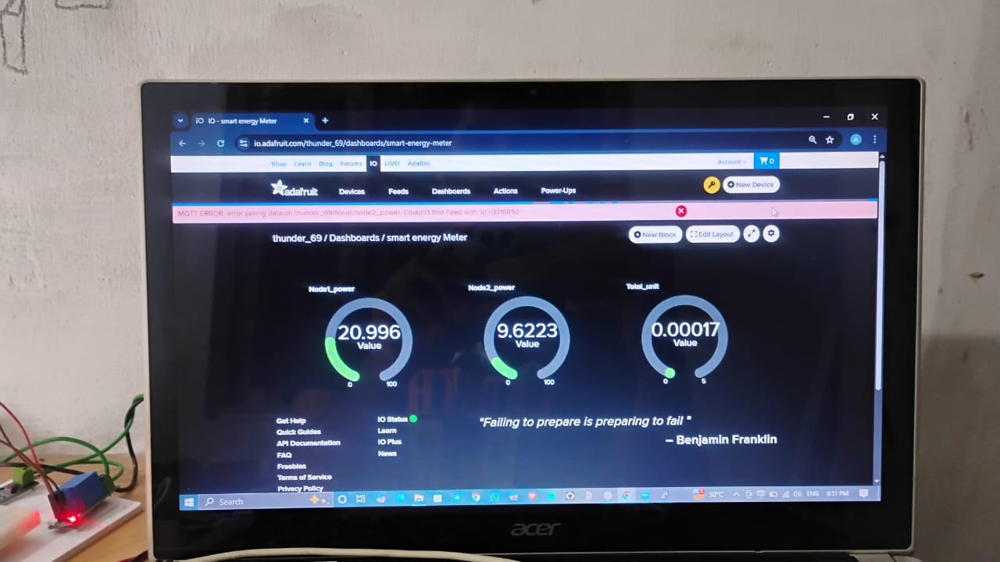 IO - smart energy Meter
io.adafruit.com/thunder_69/dashboards/smart-energy-meter
Shop Learn Blog Forums IO LIVE! AdaBox Account 0
adafruit Devices Feeds Dashboards Actions Power-Ups New Device
MQTT ERROR: error saving data on thunder_69/feeds/node2_power. Couldn't find Feed with 'id'=3216852
thunder_69 / Dashboards / smart energy Meter New Block Edit Layout
Node1_power Node2_power Total_unit
20.996 9.6223 0.00017
Value Value Value
0 100 0 100 0 5
Get Help IO Status "Failing to prepare is preparing to fail "
Quick Guides Learn
API Documentation IO Plus — Benjamin Franklin
FAQ News
Freebies
Terms of Service
Privacy Policy
Search 30°C ENG 6:51 PM
acer